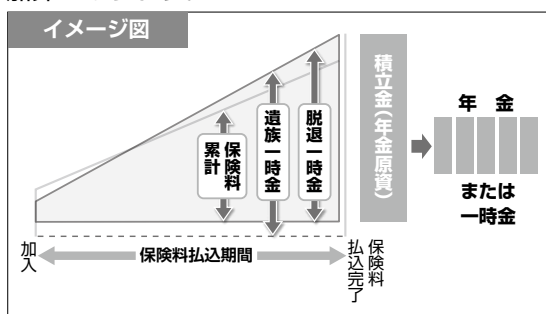 イメージ図
保険料
累計
遺族一時金
脱退一時金
積立金(年金原資)
年 金
または
一時金
加入
保険料払込期間
保険料
払込完了